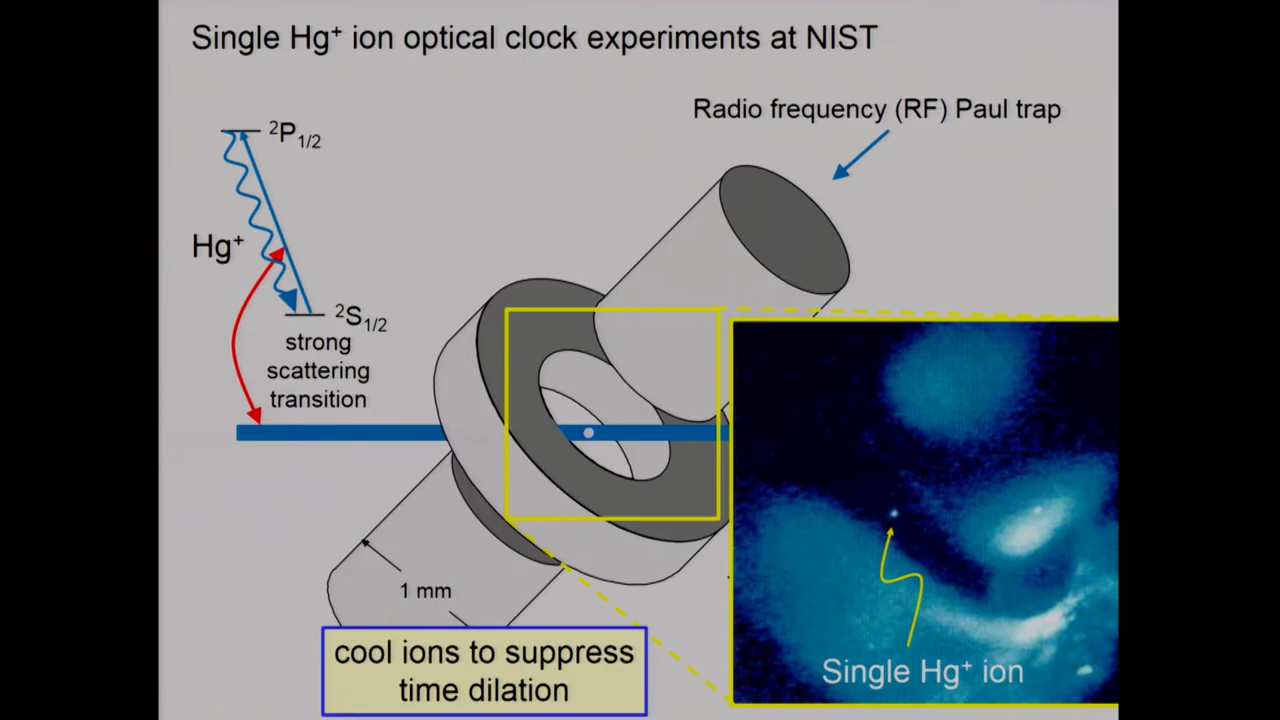 Single Hg⁺ ion optical clock experiments at NIST
Radio frequency (RF) Paul trap
²P₁/₂
Hg⁺
²S₁/₂
strong
scattering
transition
1 mm
cool ions to suppress
time dilation
Single Hg⁺ ion